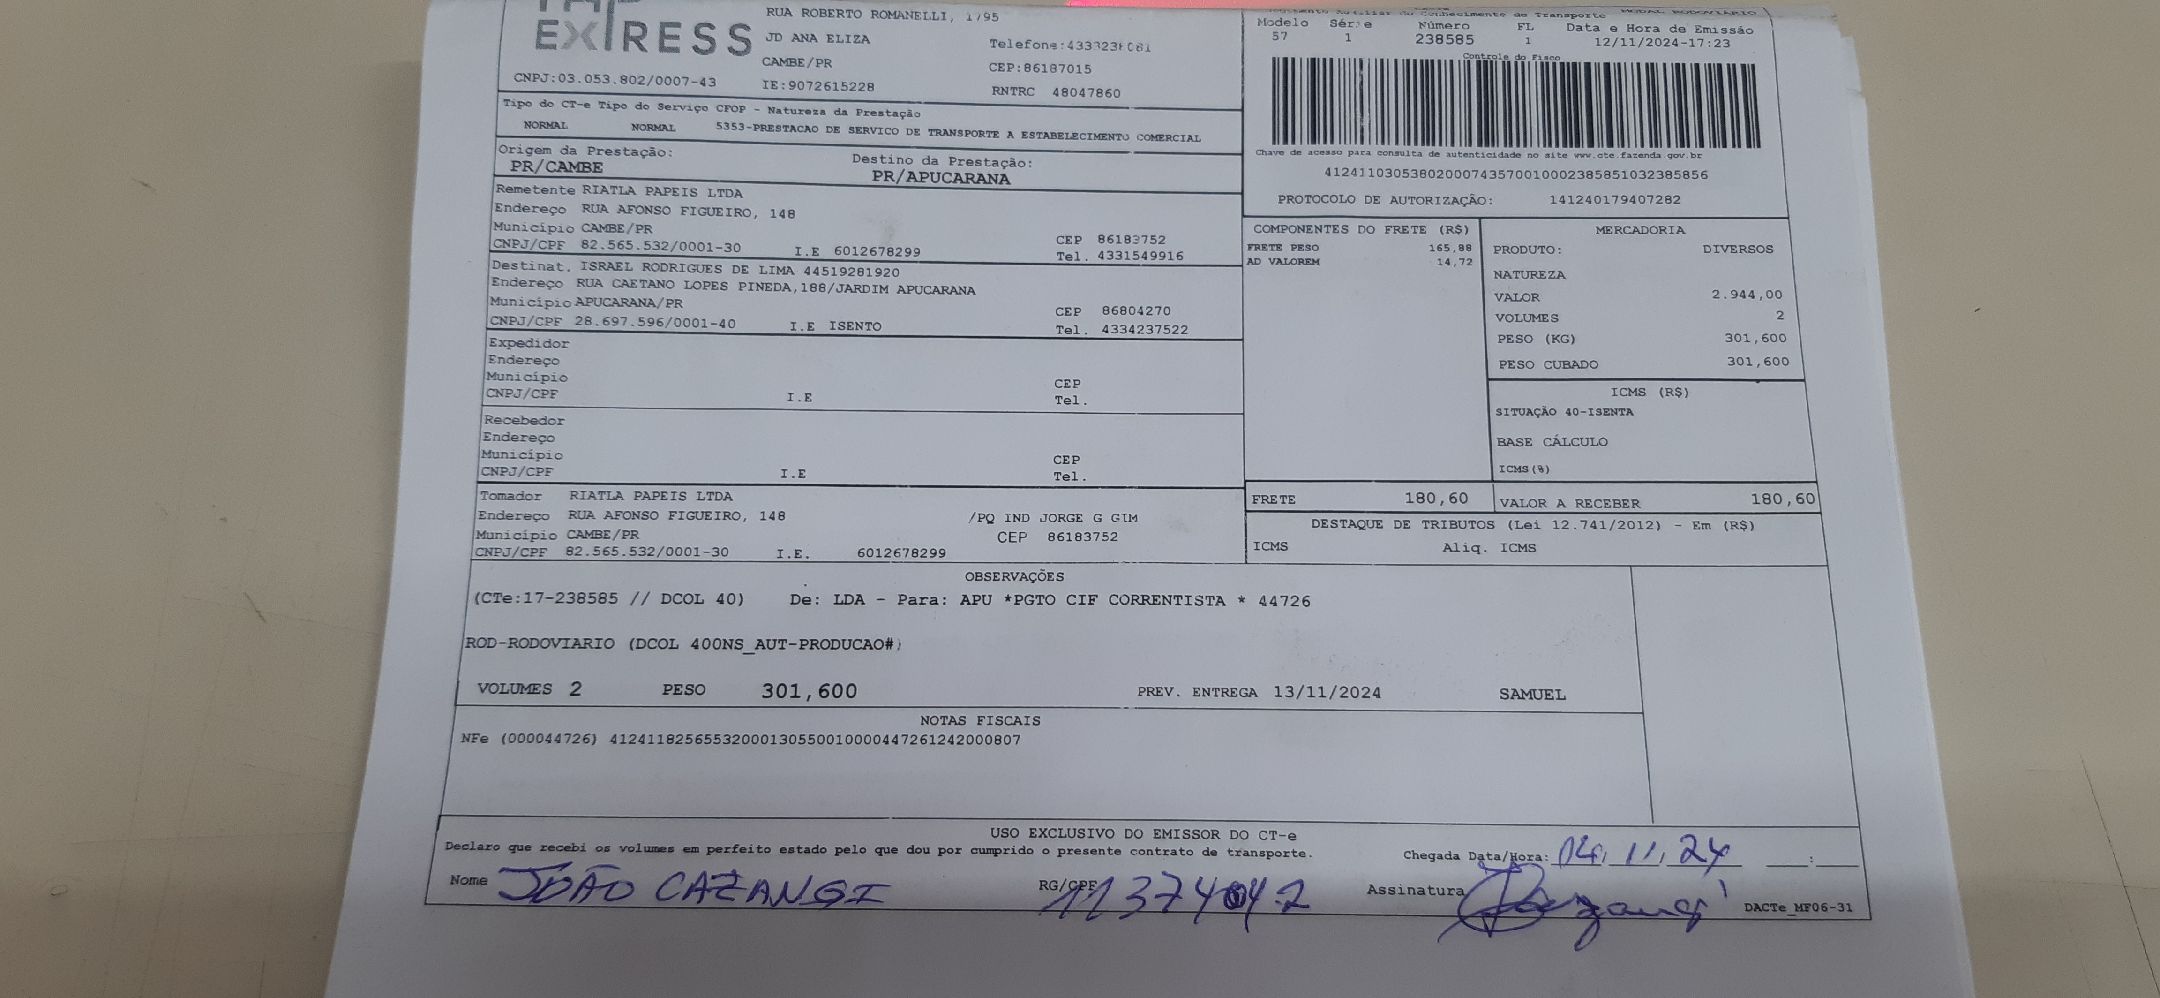 EXPRESS
CNPJ:03.053.802/0007-43
RUA ROBERTO ROMANELLI, 1795
JD ANA ELIZA
CAMBE/PR
IE:9072615228
CEP:86187015
RNTRC 48047860
Modelo Série Número FL Data e Hora de Emissão
57 1 238585 1 12/11/2024-17:23
Controle do Fisco
Chave de acesso para consulta de autenticidade no site www.cte.fazenda.gov.br
41241103053802000743570010002385851032385856
PROTOCOLO DE AUTORIZAÇÃO: 141240179407282
Tipo do CT-e Tipo do Serviço CFOP - Natureza da Prestação
NORMAL NORMAL 5353-PRESTACAO DE SERVICO DE TRANSPORTE A ESTABELECIMENTO COMERCIAL
Origem da Prestação: Destino da Prestação:
PR/CAMBE PR/APUCARANA
Remetente RIATLA PAPEIS LTDA
Endereço RUA AFONSO FIGUEIRO, 148
Município CAMBE/PR CEP 86183752
CNPJ/CPF 82.565.532/0001-30 I.E 6012678299 Tel. 4331549916
Destinat. ISRAEL RODRIGUES DE LIMA 44519281920
Endereço RUA CAETANO LOPES PINEDA,188/JARDIM APUCARANA
Município APUCARANA/PR CEP 86804270
CNPJ/CPF 28.697.596/0001-40 I.E ISENTO Tel. 4334237522
Expedidor
Endereço
Município CEP
CNPJ/CPF I.E Tel.
Recebedor
Endereço
Município CEP
CNPJ/CPF I.E Tel.
Tomador RIATLA PAPEIS LTDA
Endereço RUA AFONSO FIGUEIRO, 148 /PQ IND JORGE G GIM
Município CAMBE/PR CEP 86183752
CNPJ/CPF 82.565.532/0001-30 I.E. 6012678299
COMPONENTES DO FRETE (R$)
FRETE PESO 165,88
AD VALOREM 14,72
MERCADORIA
PRODUTO: DIVERSOS
NATUREZA
VALOR 2.944,00
VOLUMES 2
PESO (KG) 301,600
PESO CUBADO 301,600
ICMS (R$)
SITUAÇÃO 40-ISENTA
BASE CÁLCULO
ICMS(%)
FRETE 180,60 VALOR A RECEBER 180,60
DESTAQUE DE TRIBUTOS (Lei 12.741/2012) - Em (R$)
ICMS Aliq. ICMS
OBSERVAÇÕES
(CTe:17-238585 // DCOL 40) De: LDA - Para: APU *PGTO CIF CORRENTISTA * 44726
ROD-RODOVIARIO (DCOL 400NS_AUT-PRODUCAO#)
VOLUMES 2 PESO 301,600 PREV. ENTREGA 13/11/2024 SAMUEL
NOTAS FISCAIS
NFe (000044726) 41241182565532000130550010000447261242000807
USO EXCLUSIVO DO EMISSOR DO CT-e
Declaro que recebi os volumes em perfeito estado pelo que dou por cumprido o presente contrato de transporte.
Chegada Data/Hora: 14,11,24 :
Nome JOÃO CAZANGI RG/CPF Assinatura
DACTe_MF06-31